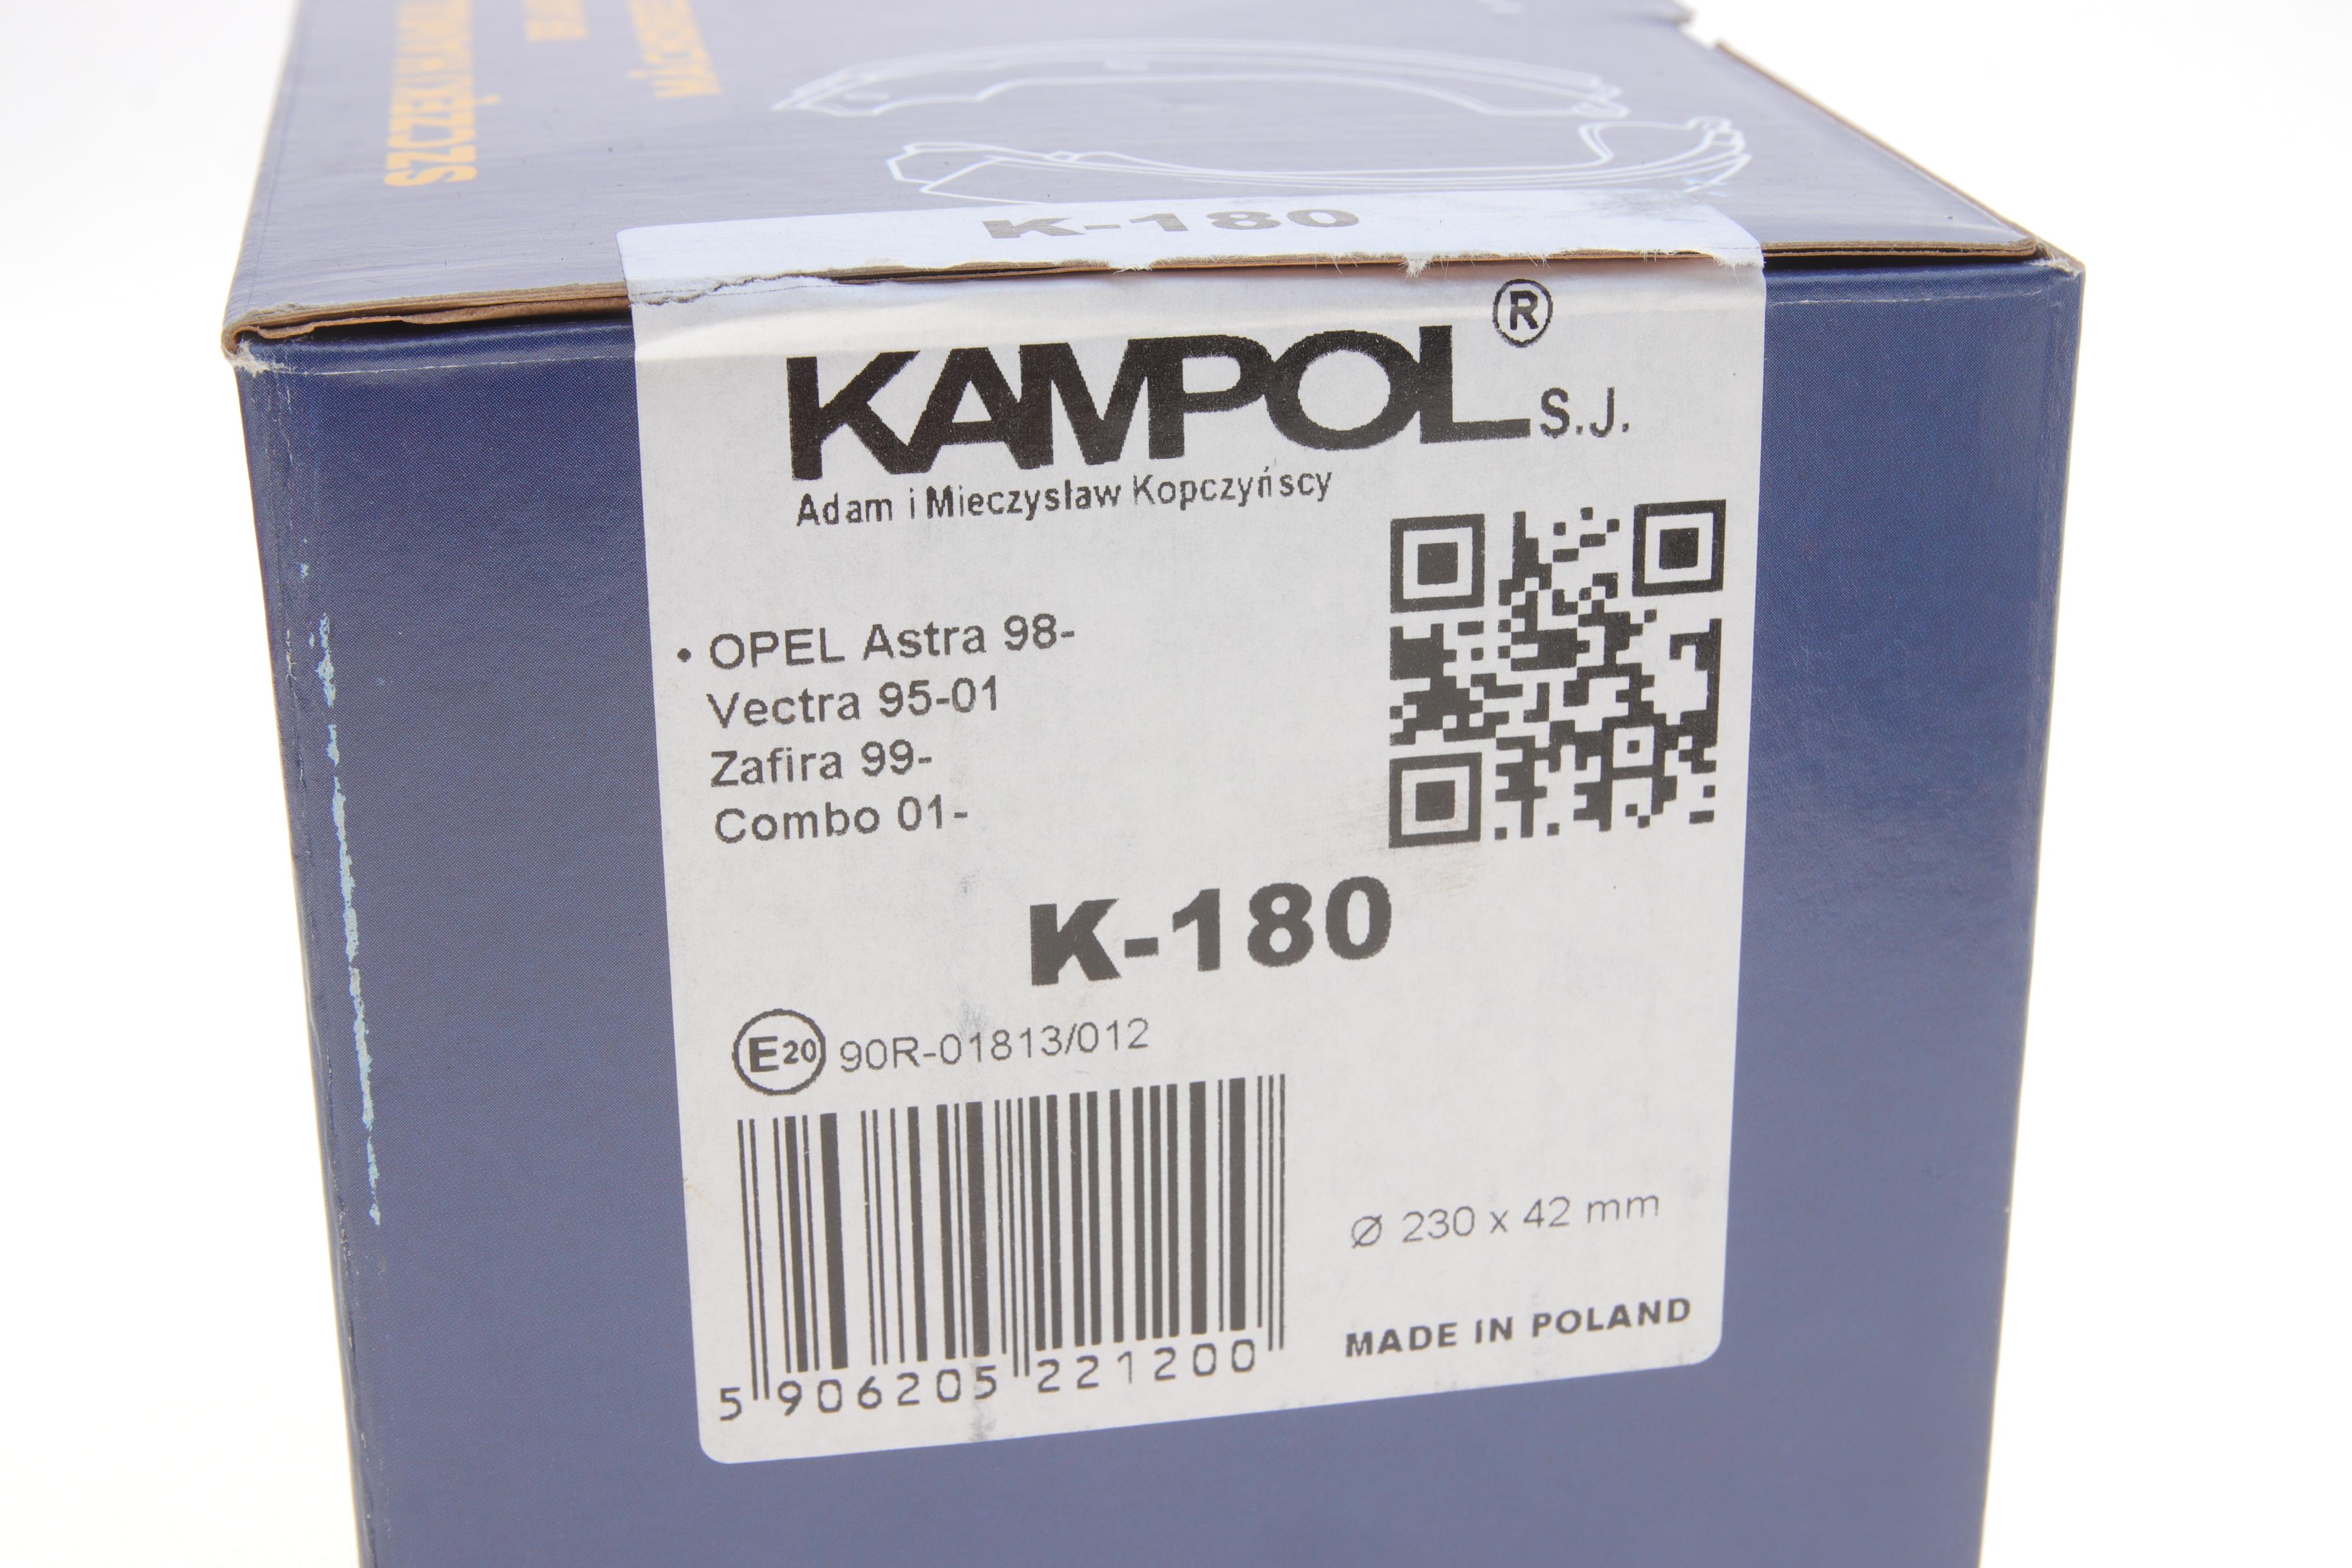 K-180
KAMPOL® S.J.
Adam i Mieczysław Kopczyńscy
• OPEL Astra 98-
Vectra 95-01
Zafira 99-
Combo 01-
K-180
E20 90R-01813/012
5 906205 221200
Ø 230 x 42 mm
MADE IN POLAND